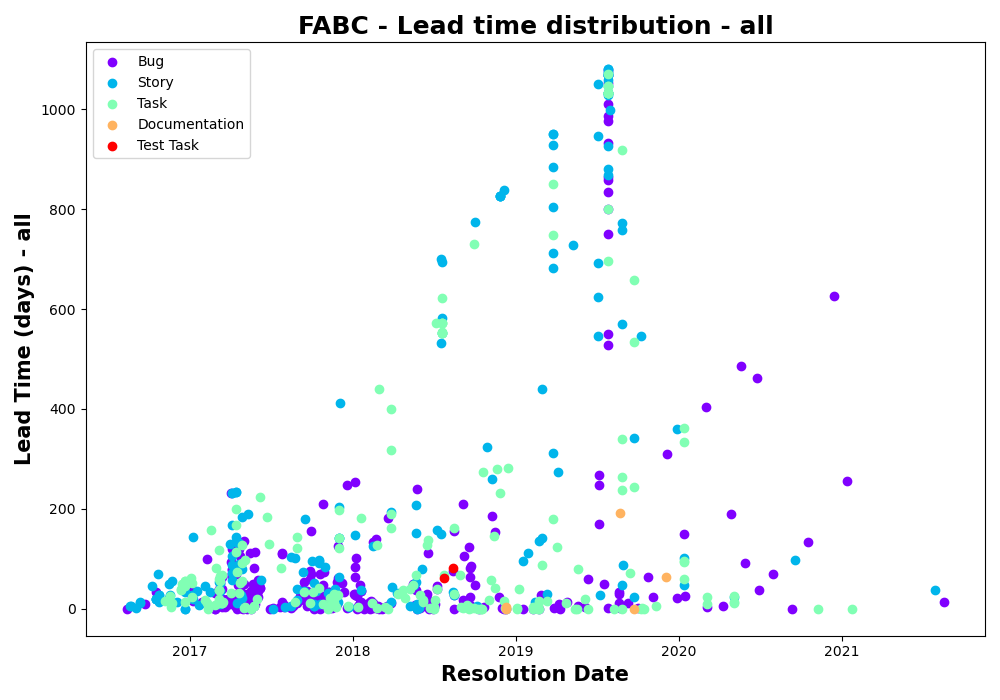 FABC - Lead time distribution - all
Bug
Story
Task
Documentation
Test Task
Lead Time (days) - all
1000
800
600
400
200
0
2017 2018 2019 2020 2021
Resolution Date